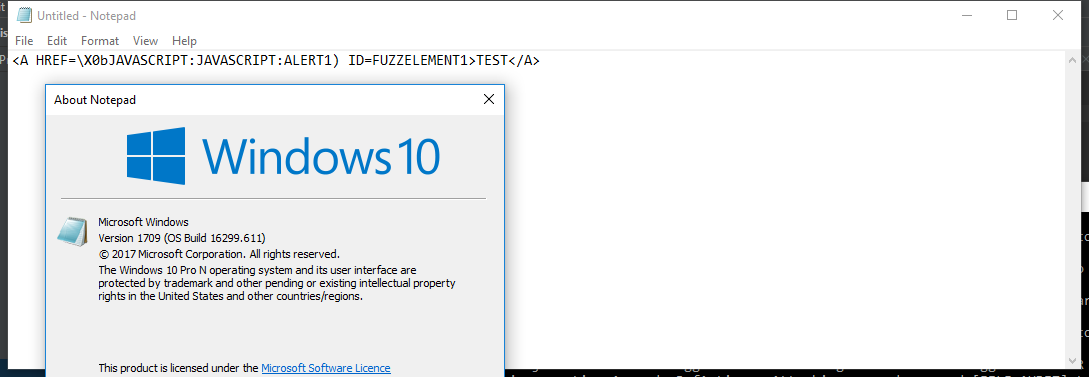 Untitled - Notepad
File Edit Format View Help
<A HREF=\X0bJAVASCRIPT:JAVASCRIPT:ALERT1) ID=FUZZELEMENT1>TEST</A>
About Notepad
Windows 10
Microsoft Windows
Version 1709 (OS Build 16299.611)
© 2017 Microsoft Corporation. All rights reserved.
The Windows 10 Pro N operating system and its user interface are
protected by trademark and other pending or existing intellectual property
rights in the United States and other countries/regions.
This product is licensed under the Microsoft Software Licence